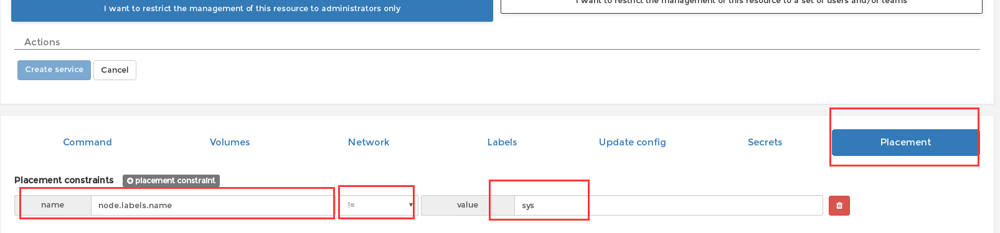 I want to restrict the management of this resource to administrators only
I want to restrict the management of this resource to a set of users and/or teams
Actions
Create service Cancel
Command Volumes Network Labels Update config Secrets Placement
Placement constraints placement constraint
name node.labels.name != value sys